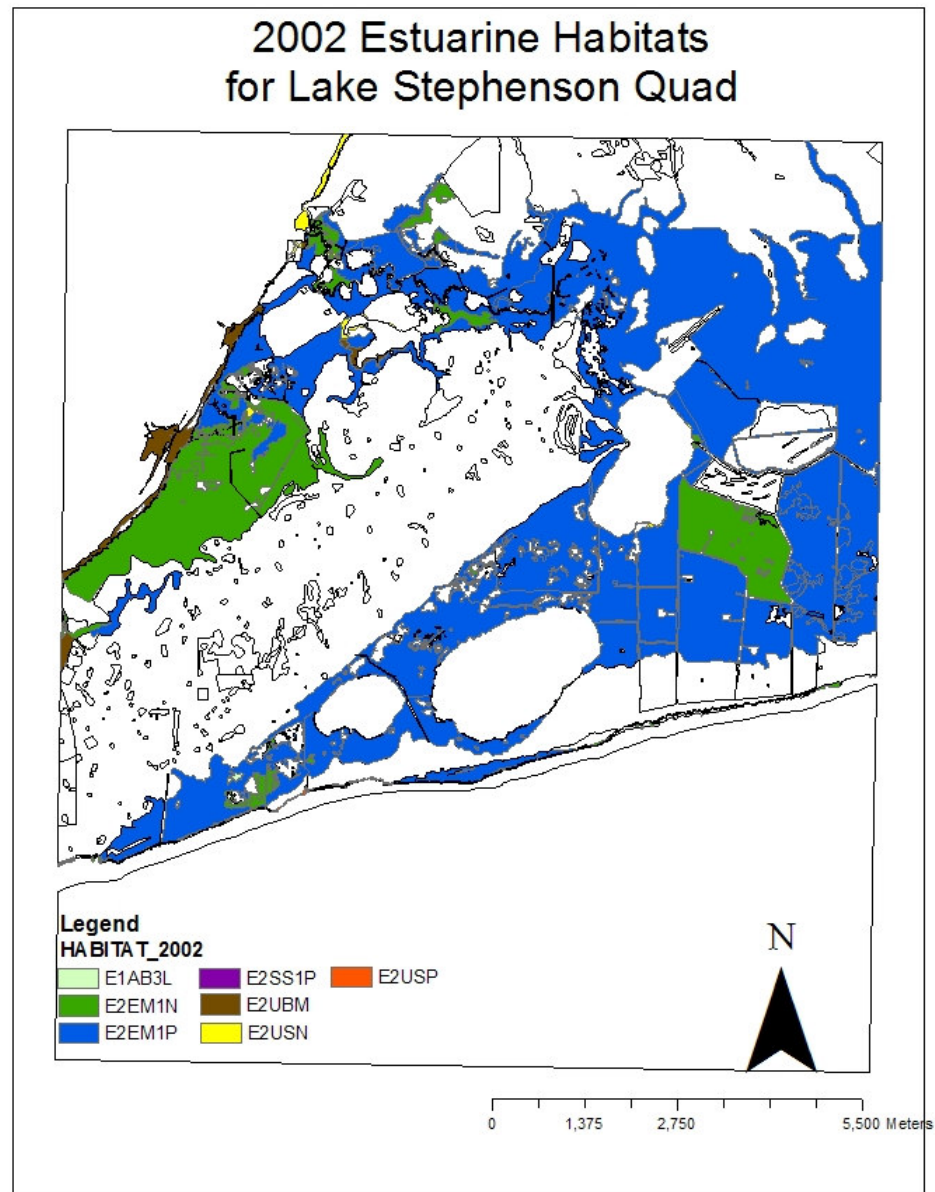 2002 Estuarine Habitats
for Lake Stephenson Quad
Legend
HABITAT_2002
E1AB3L E2SS1P E2USP
E2EM1N E2UBM
E2EM1P E2USN
N
0 1,375 2,750 5,500 Meters